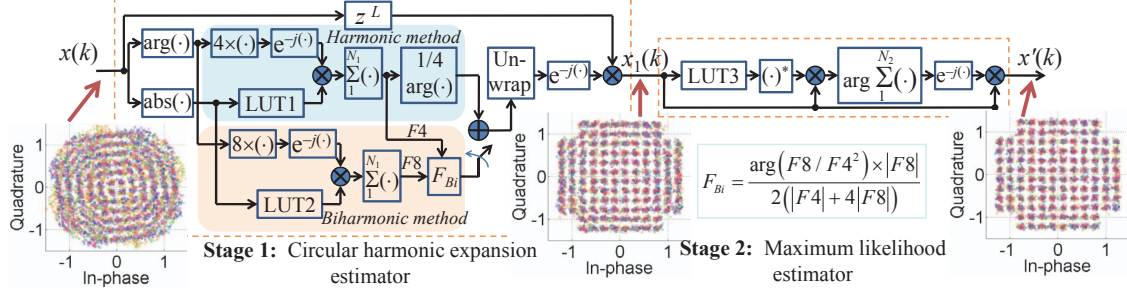 x(k)
arg(·)
4×(·)
e^{-j(·)}
Harmonic method
z^L
\sum_{1}^{N_1}(·)
1/4
arg(·)
abs(·)
LUT1
Un-
wrap
e^{-j(·)}
x_1(k)
LUT3
(·)*
arg \sum_{1}^{N_2}(·)
e^{-j(·)}
x'(k)
8×(·)
e^{-j(·)}
F4
\sum_{1}^{N_1}(·)
F8
F_{Bi}
LUT2
Biharmonic method
F_{Bi} = \frac{arg(F8 / F4^2)×|F8|}{2(|F4|+4|F8|)}
Quadrature
1
0
-1
-1 0 1
In-phase
Quadrature
1
0
-1
-1 0 1
In-phase
Quadrature
1
0
-1
-1 0 1
In-phase
Stage 1: Circular harmonic expansion
estimator
Stage 2: Maximum likelihood
estimator